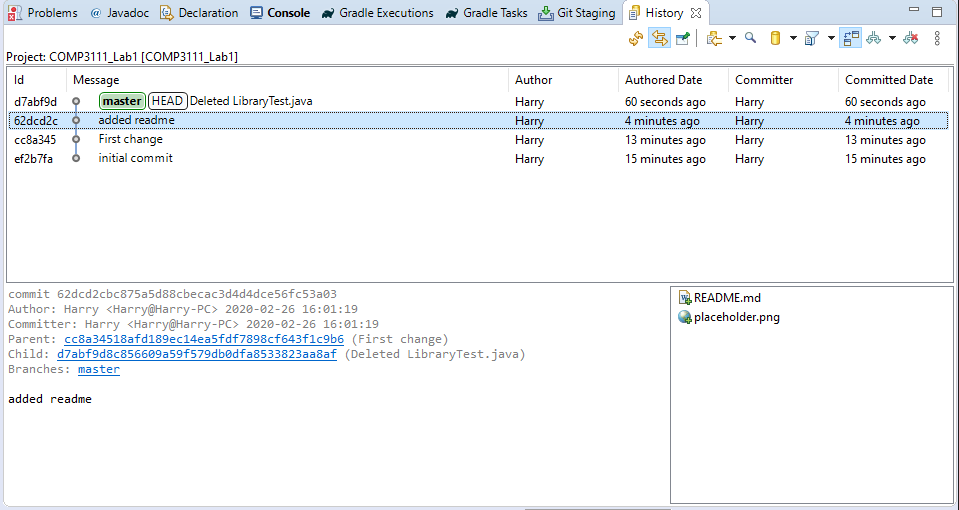 Problems @ Javadoc Declaration Console Gradle Executions Gradle Tasks Git Staging History
Project: COMP3111_Lab1 [COMP3111_Lab1]
Id Message Author Authored Date Committer Committed Date
d7abf9d master HEAD Deleted LibraryTest.java Harry 60 seconds ago Harry 60 seconds ago
62dcd2c added readme Harry 4 minutes ago Harry 4 minutes ago
cc8a345 First change Harry 13 minutes ago Harry 13 minutes ago
ef2b7fa initial commit Harry 15 minutes ago Harry 15 minutes ago
commit 62dcd2cbc875a5d88cbecac3d4d4dce56fc53a03
Author: Harry <Harry@Harry-PC> 2020-02-26 16:01:19
Committer: Harry <Harry@Harry-PC> 2020-02-26 16:01:19
Parent: cc8a34518afd189ec14ea5fdf7898cf643f1c9b6 (First change)
Child: d7abf9d8c856609a59f579db0dfa8533823aa8af (Deleted LibraryTest.java)
Branches: master
added readme
README.md
placeholder.png